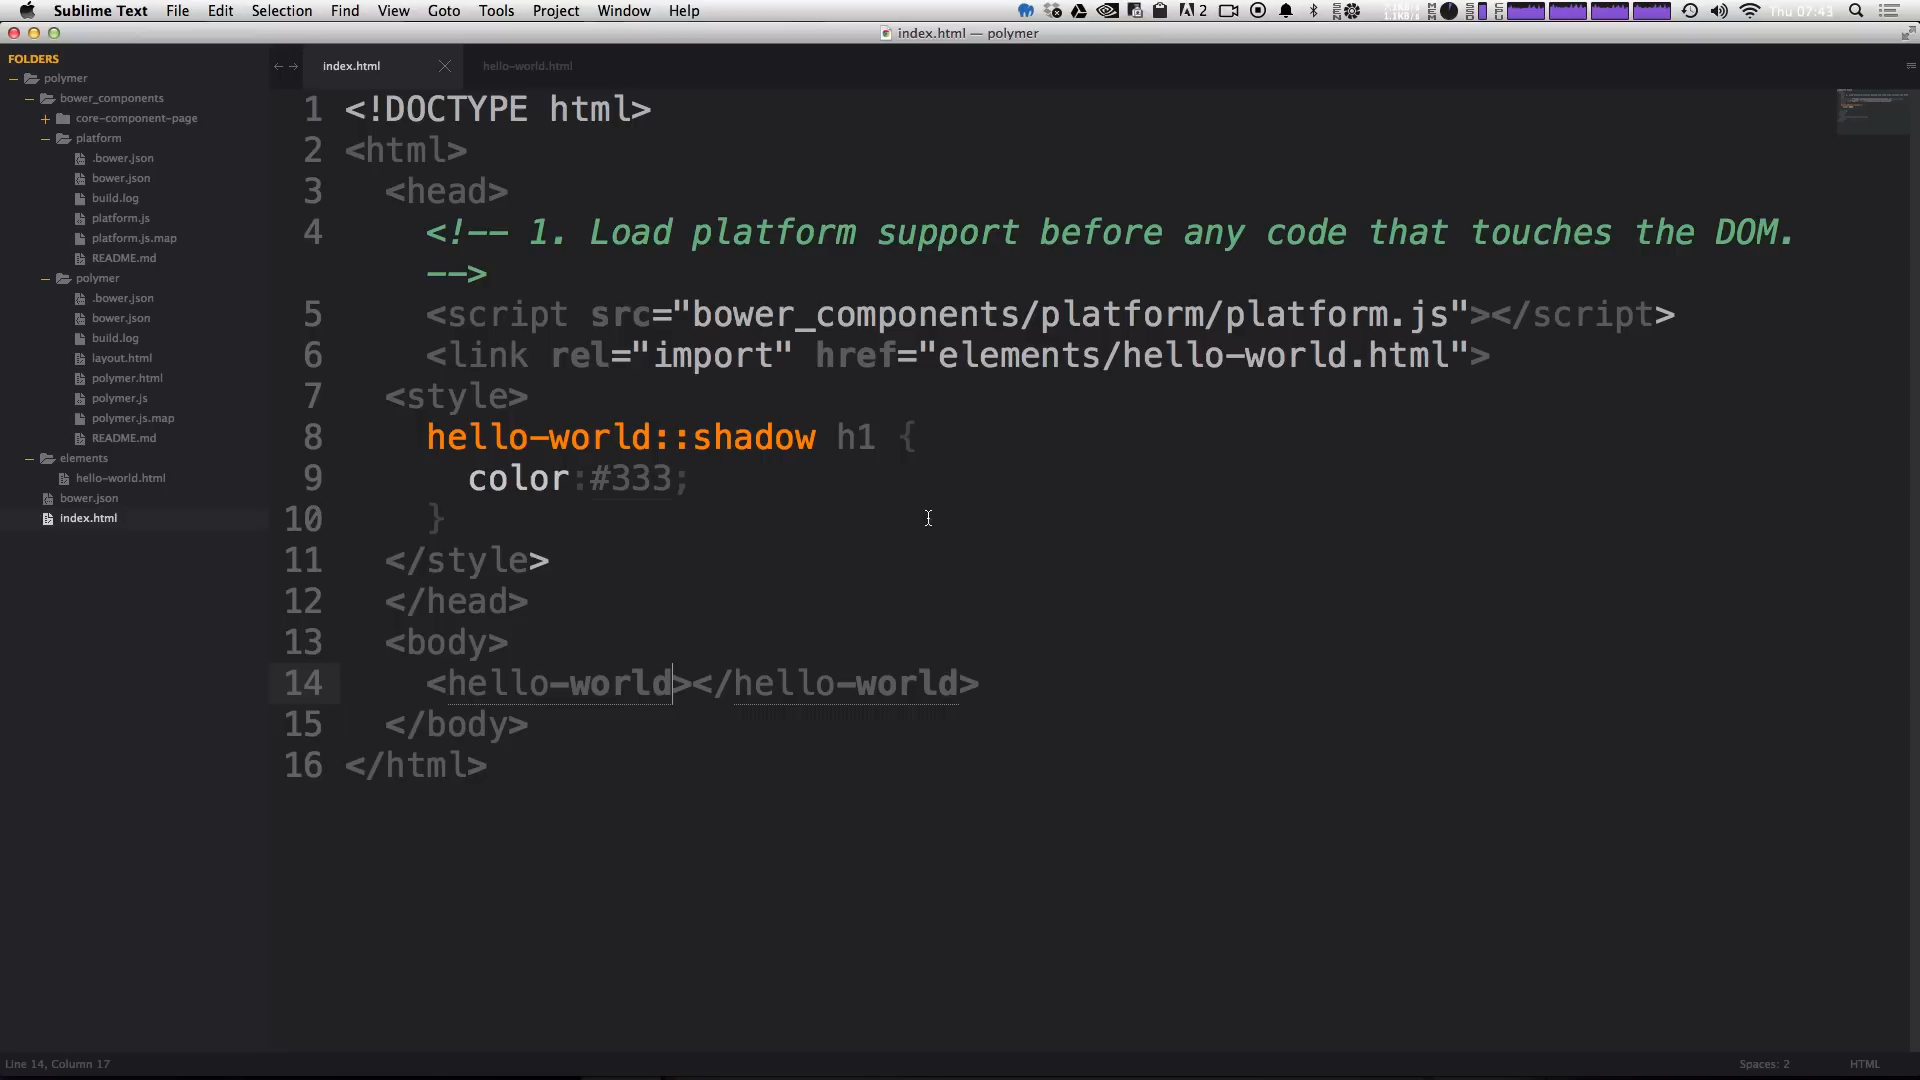 Sublime Text File Edit Selection Find View Goto Tools Project Window Help 2 Thu 07:43
index.html — polymer
FOLDERS
polymer
bower_components
core-component-page
platform
.bower.json
bower.json
build.log
platform.js
platform.js.map
README.md
polymer
.bower.json
bower.json
build.log
layout.html
polymer.html
polymer.js
polymer.js.map
README.md
elements
hello-world.html
bower.json
index.html
index.html hello-world.html
1 <!DOCTYPE html>
2 <html>
3 <head>
4 <!-- 1. Load platform support before any code that touches the DOM.
-->
5 <script src="bower_components/platform/platform.js"></script>
6 <link rel="import" href="elements/hello-world.html">
7 <style>
8 hello-world::shadow h1 {
9 color:#333;
10 }
11 </style>
12 </head>
13 <body>
14 <hello-world></hello-world>
15 </body>
16 </html>
Line 14, Column 17 Spaces: 2 HTML